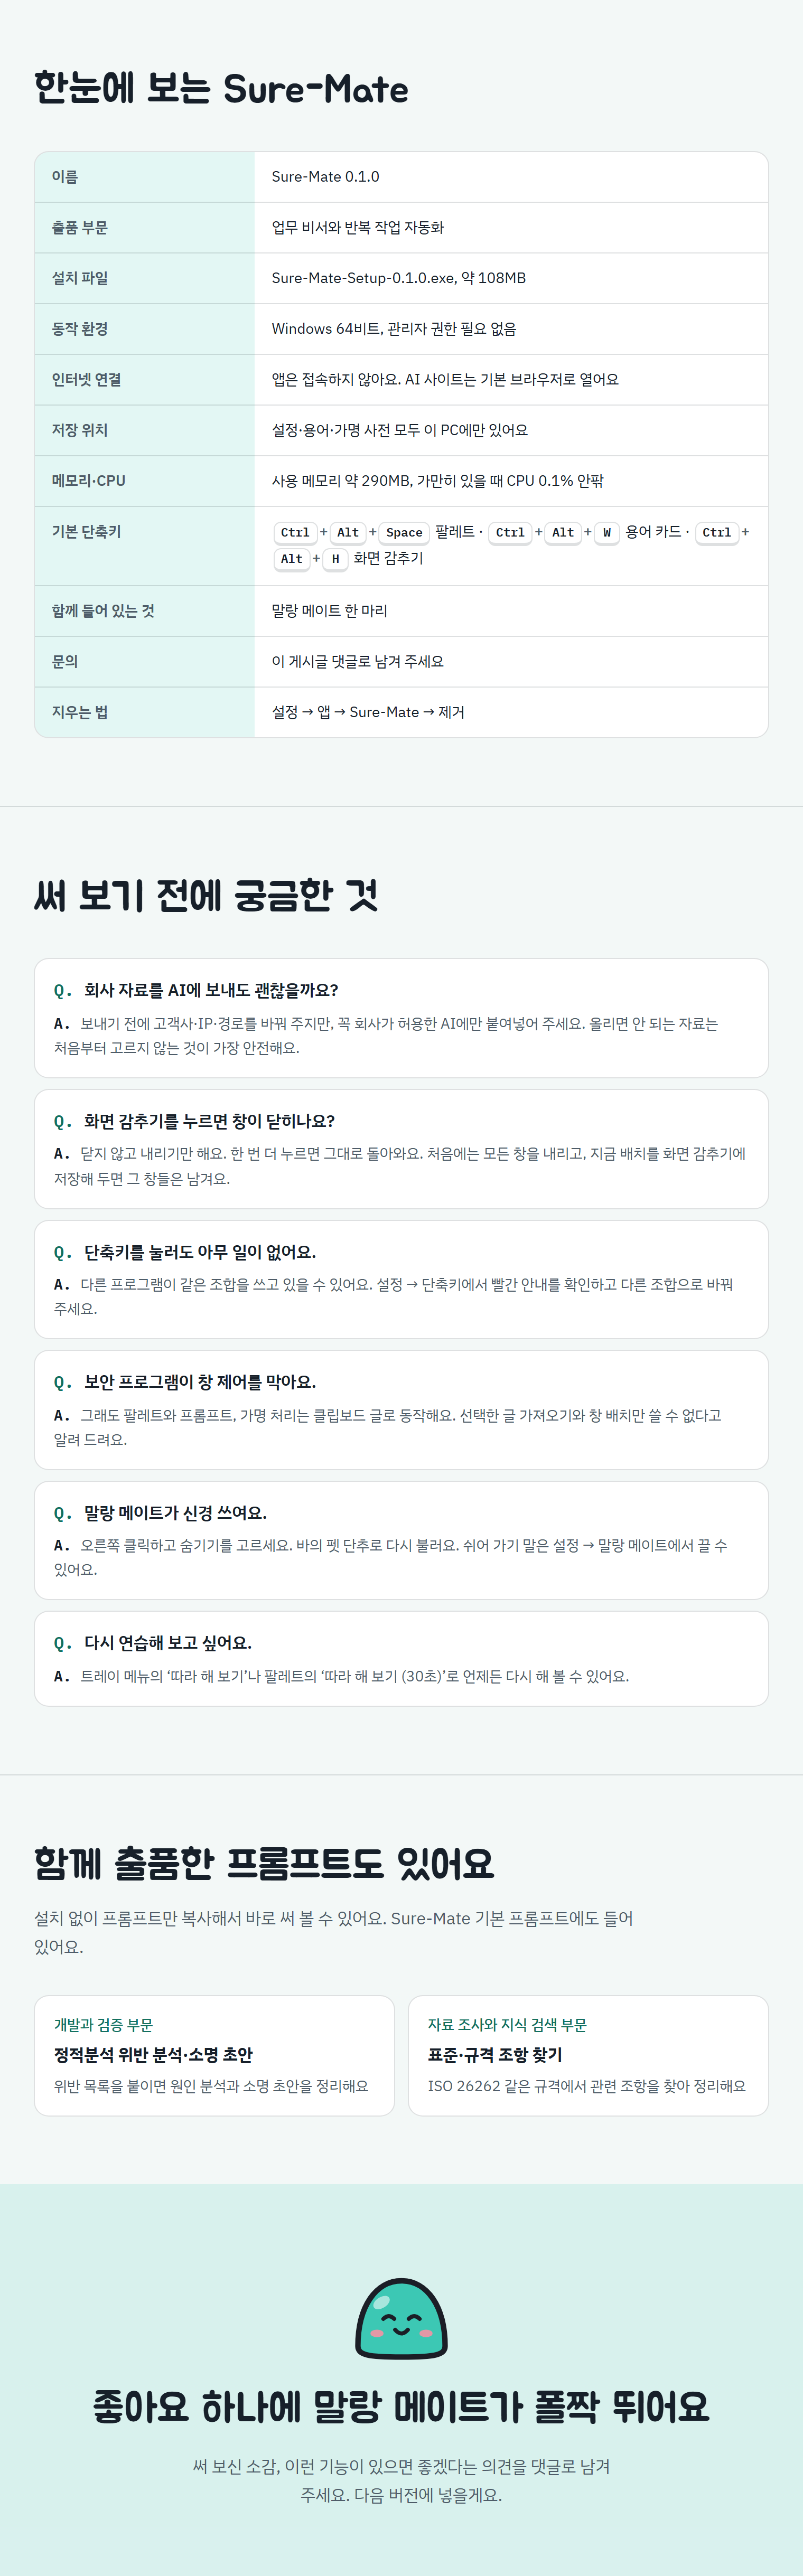 한눈에 보는 Sure-Mate
이름
Sure-Mate 0.1.0
출품 부문
업무 비서와 반복 작업 자동화
설치 파일
Sure-Mate-Setup-0.1.0.exe, 약 108MB
동작 환경
Windows 64비트, 관리자 권한 필요 없음
인터넷 연결
앱은 접속하지 않아요. AI 사이트는 기본 브라우저로 열어요
저장 위치
설정·용어·가명 사전 모두 이 PC에만 있어요
메모리·CPU
사용 메모리 약 290MB, 가만히 있을 때 CPU 0.1% 안팎
기본 단축키
Ctrl + Alt + Space 팔레트 · Ctrl + Alt + W 용어 카드 · Ctrl +
Alt + H 화면 감추기
함께 들어 있는 것
말랑 메이트 한 마리
문의
이 게시글 댓글로 남겨 주세요
지우는 법
설정 → 앱 → Sure-Mate → 제거
써 보기 전에 궁금한 것
Q. 회사 자료를 AI에 보내도 괜찮을까요?
A. 보내기 전에 고객사·IP·경로를 바꿔 주지만, 꼭 회사가 허용한 AI에만 붙여넣어 주세요. 올리면 안 되는 자료는
처음부터 고르지 않는 것이 가장 안전해요.
Q. 화면 감추기를 누르면 창이 닫히나요?
A. 닫지 않고 내리기만 해요. 한 번 더 누르면 그대로 돌아와요. 처음에는 모든 창을 내리고, 지금 배치를 화면 감추기에
저장해 두면 그 창들은 남겨요.
Q. 단축키를 눌러도 아무 일이 없어요.
A. 다른 프로그램이 같은 조합을 쓰고 있을 수 있어요. 설정 → 단축키에서 빨간 안내를 확인하고 다른 조합으로 바꿔
주세요.
Q. 보안 프로그램이 창 제어를 막아요.
A. 그래도 팔레트와 프롬프트, 가명 처리는 클립보드 글로 동작해요. 선택한 글 가져오기와 창 배치만 쓸 수 없다고
알려 드려요.
Q. 말랑 메이트가 신경 쓰여요.
A. 오른쪽 클릭하고 숨기기를 고르세요. 바의 펫 단추로 다시 불러요. 쉬어 가기 말은 설정 → 말랑 메이트에서 끌 수
있어요.
Q. 다시 연습해 보고 싶어요.
A. 트레이 메뉴의 ‘따라 해 보기’나 팔레트의 ‘따라 해 보기 (30초)’로 언제든 다시 해 볼 수 있어요.
함께 출품한 프롬프트도 있어요
설치 없이 프롬프트만 복사해서 바로 써 볼 수 있어요. Sure-Mate 기본 프롬프트에도 들어
있어요.
개발과 검증 부문
정적분석 위반 분석·소명 초안
위반 목록을 붙이면 원인 분석과 소명 초안을 정리해요
자료 조사와 지식 검색 부문
표준·규격 조항 찾기
ISO 26262 같은 규격에서 관련 조항을 찾아 정리해요
좋아요 하나에 말랑 메이트가 폴짝 뛰어요
써 보신 소감, 이런 기능이 있으면 좋겠다는 의견을 댓글로 남겨
주세요. 다음 버전에 넣을게요.